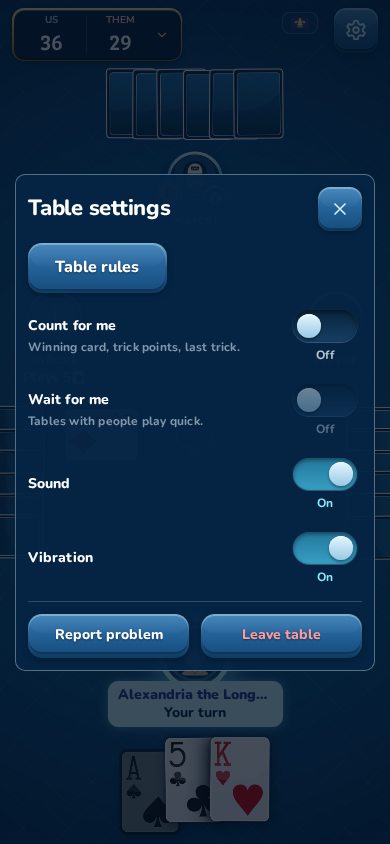 US
THEM
36
29
Table settings
Table rules
Count for me
Winning card, trick points, last trick.
Off
Wait for me
Tables with people play quick.
Off
Sound
On
Vibration
On
Report problem
Leave table
Alexandria the Long...
Your turn
A
5
K